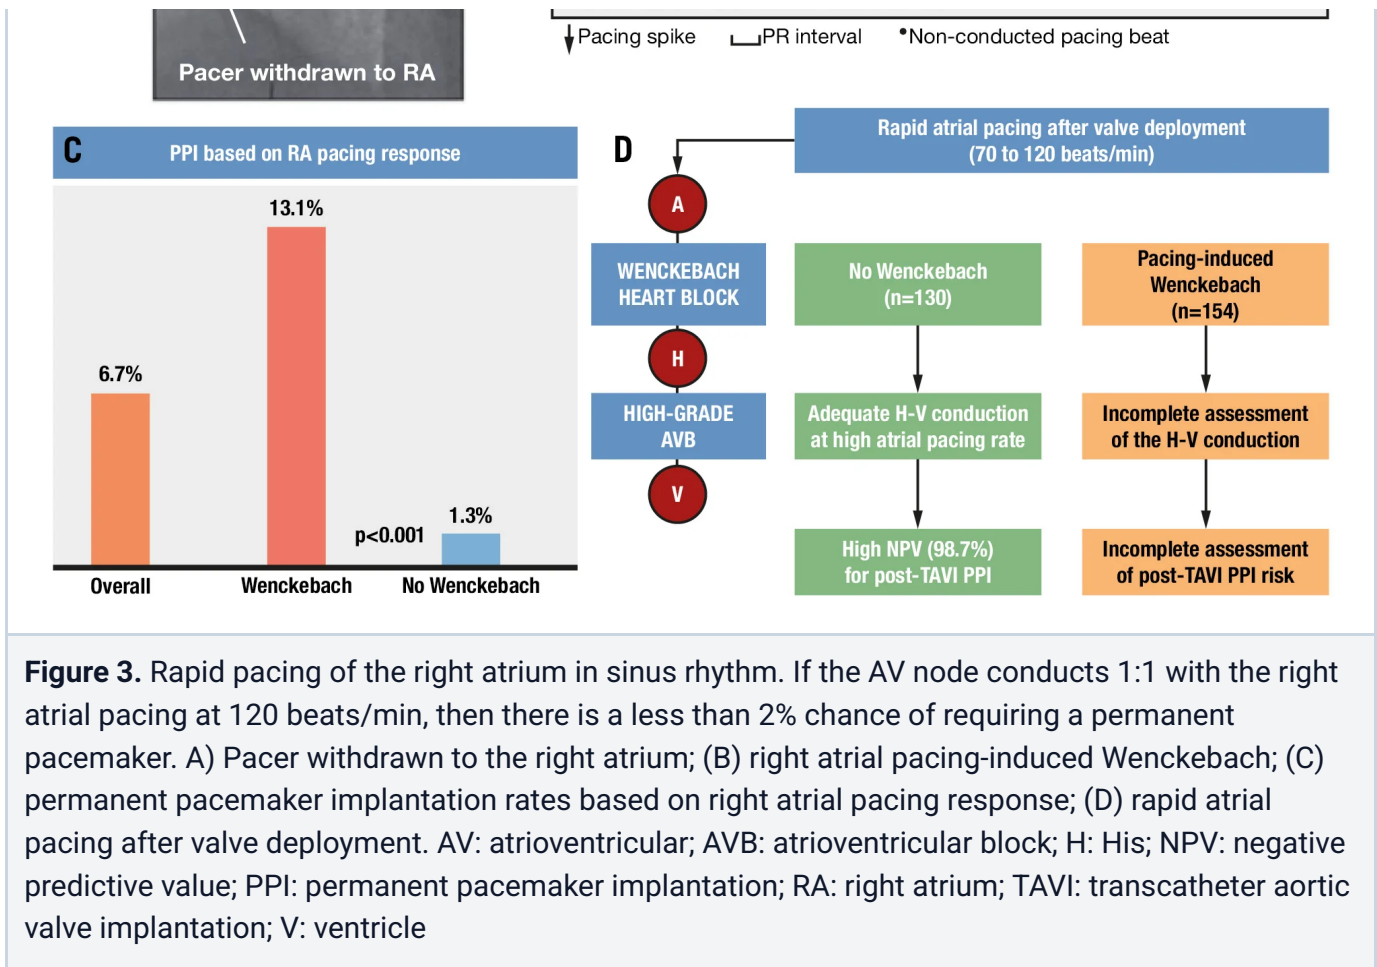 Pacer withdrawn to RA
Pacing spike PR interval •Non-conducted pacing beat
C PPI based on RA pacing response
13.1%
6.7%
p<0.001
1.3%
Overall Wenckebach No Wenckebach
D
Rapid atrial pacing after valve deployment
(70 to 120 beats/min)
A
WENCKEBACH
HEART BLOCK
H
HIGH-GRADE
AVB
V
No Wenckebach
(n=130)
Adequate H-V conduction
at high atrial pacing rate
High NPV (98.7%)
for post-TAVI PPI
Pacing-induced
Wenckebach
(n=154)
Incomplete assessment
of the H-V conduction
Incomplete assessment
of post-TAVI PPI risk
Figure 3. Rapid pacing of the right atrium in sinus rhythm. If the AV node conducts 1:1 with the right
atrial pacing at 120 beats/min, then there is a less than 2% chance of requiring a permanent
pacemaker. A) Pacer withdrawn to the right atrium; (B) right atrial pacing-induced Wenckebach; (C)
permanent pacemaker implantation rates based on right atrial pacing response; (D) rapid atrial
pacing after valve deployment. AV: atrioventricular; AVB: atrioventricular block; H: His; NPV: negative
predictive value; PPI: permanent pacemaker implantation; RA: right atrium; TAVI: transcatheter aortic
valve implantation; V: ventricle